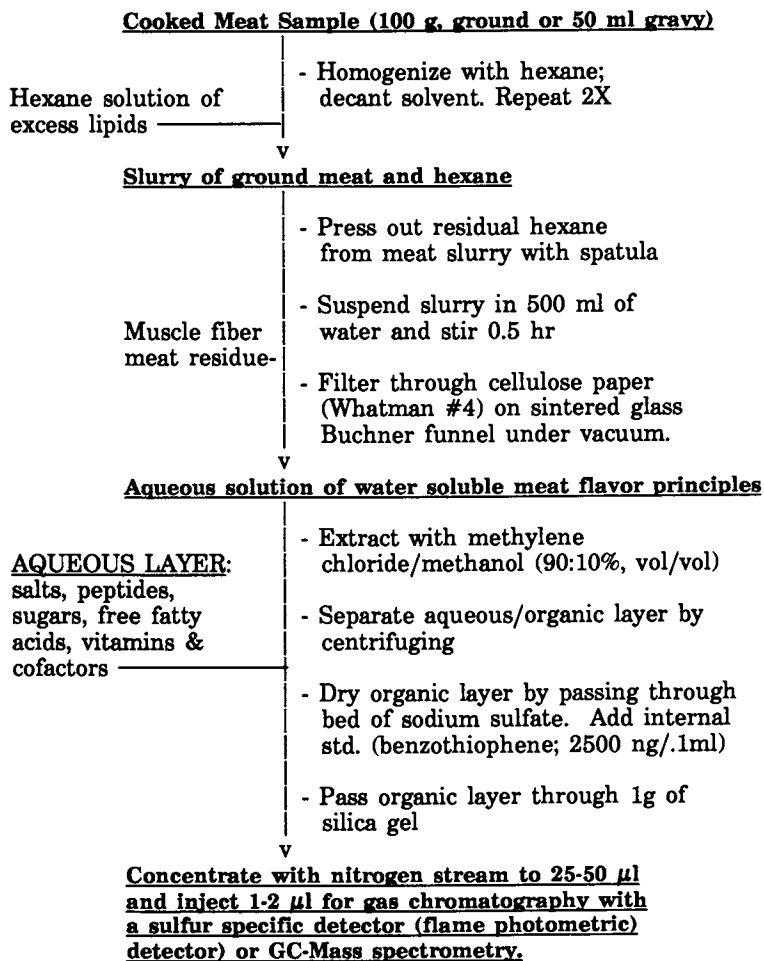 Cooked Meat Sample (100 g, ground or 50 ml gravy)
- Homogenize with hexane;
decant solvent. Repeat 2X
Hexane solution of
excess lipids
v
Slurry of ground meat and hexane
- Press out residual hexane
from meat slurry with spatula
- Suspend slurry in 500 ml of
water and stir 0.5 hr
Muscle fiber
meat residue-
- Filter through cellulose paper
(Whatman #4) on sintered glass
Buchner funnel under vacuum.
v
Aqueous solution of water soluble meat flavor principles
- Extract with methylene
chloride/methanol (90:10%, vol/vol)
AQUEOUS LAYER:
salts, peptides,
sugars, free fatty
acids, vitamins &
cofactors
- Separate aqueous/organic layer by
centrifuging
- Dry organic layer by passing through
bed of sodium sulfate. Add internal
std. (benzothiophene; 2500 ng/.1ml)
- Pass organic layer through 1g of
silica gel
v
Concentrate with nitrogen stream to 25-50 µl
and inject 1-2 µl for gas chromatography with
a sulfur specific detector (flame photometric)
detector) or GC-Mass spectrometry.